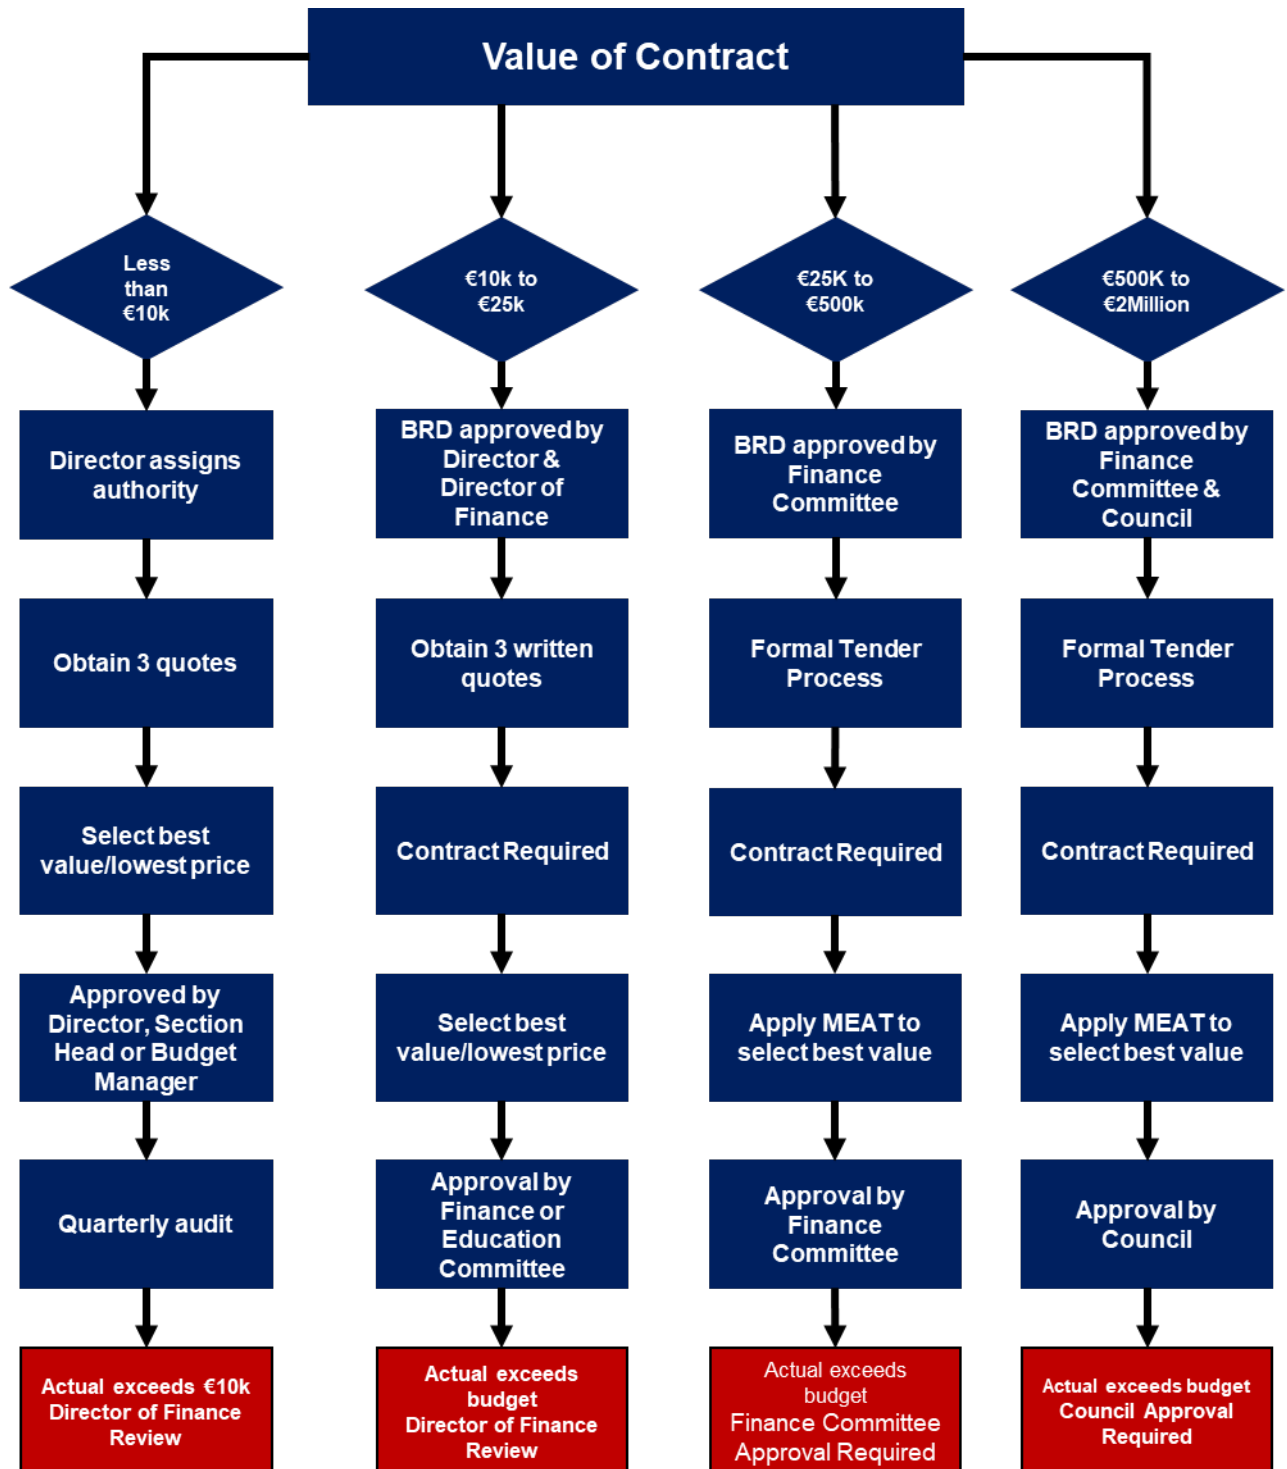 Value of Contract
Less
than
€10k
€10k to
€25k
€25K to
€500k
€500K to
€2Million
Director assigns
authority
BRD approved by
Director &
Director of
Finance
BRD approved by
Finance
Committee
BRD approved by
Finance
Committee &
Council
Obtain 3 quotes
Obtain 3 written
quotes
Formal Tender
Process
Formal Tender
Process
Select best
value/lowest price
Contract Required
Contract Required
Contract Required
Approved by
Director, Section
Head or Budget
Manager
Select best
value/lowest price
Apply MEAT to
select best value
Apply MEAT to
select best value
Quarterly audit
Approval by
Finance or
Education
Committee
Approval by
Finance
Committee
Approval by
Council
Actual exceeds €10k
Director of Finance
Review
Actual exceeds
budget
Director of Finance
Review
Actual exceeds
budget
Finance Committee
Approval Required
Actual exceeds budget
Council Approval
Required